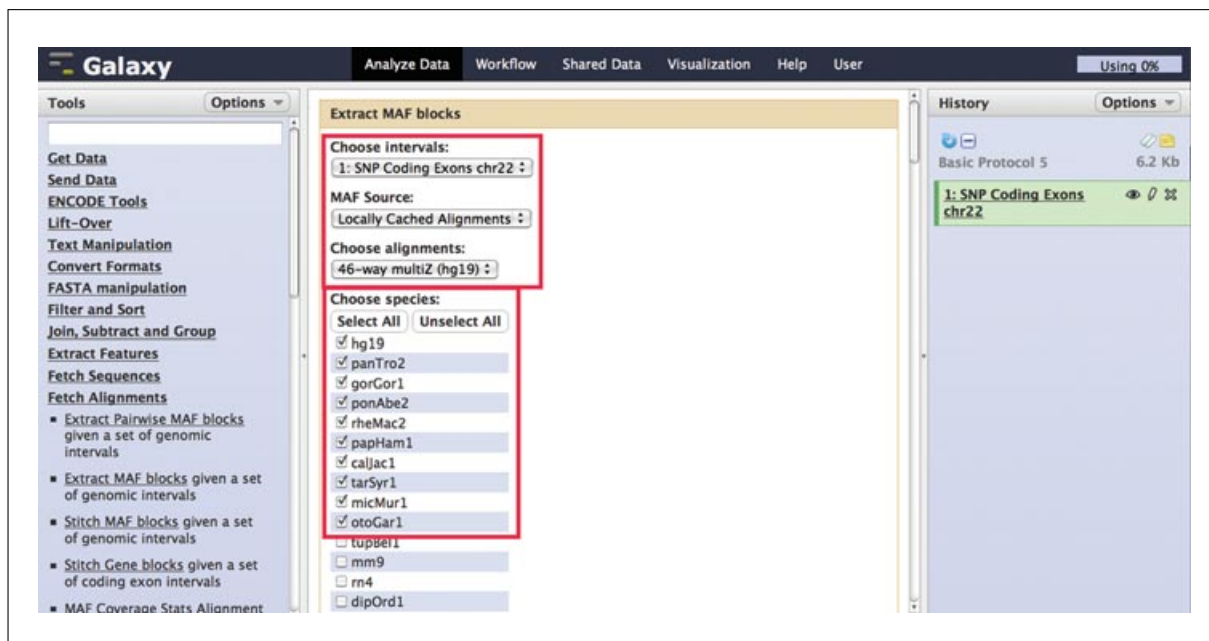 Galaxy
Analyze Data Workflow Shared Data Visualization Help User
Using 0%
Tools
Options
Get Data
Send Data
ENCODE Tools
Lift-Over
Text Manipulation
Convert Formats
FASTA manipulation
Filter and Sort
Join, Subtract and Group
Extract Features
Fetch Sequences
Fetch Alignments
Extract Pairwise MAF blocks
given a set of genomic
intervals
Extract MAF blocks given a set
of genomic intervals
Stitch MAF blocks given a set
of genomic intervals
Stitch Gene blocks given a set
of coding exon intervals
MAF Coverage Stats Alignment
Extract MAF blocks
Choose intervals:
1: SNP Coding Exons chr22
MAF Source:
Locally Cached Alignments
Choose alignments:
46-way multiZ (hg19)
Choose species:
Select All Unselect All
hg19
panTro2
gorGor1
ponAbe2
rheMac2
papHam1
calJac1
tarSyr1
micMur1
otoGar1
tupBel1
mm9
rn4
dipOrd1
History
Options
Basic Protocol 5
6.2 Kb
1: SNP Coding Exons
chr22